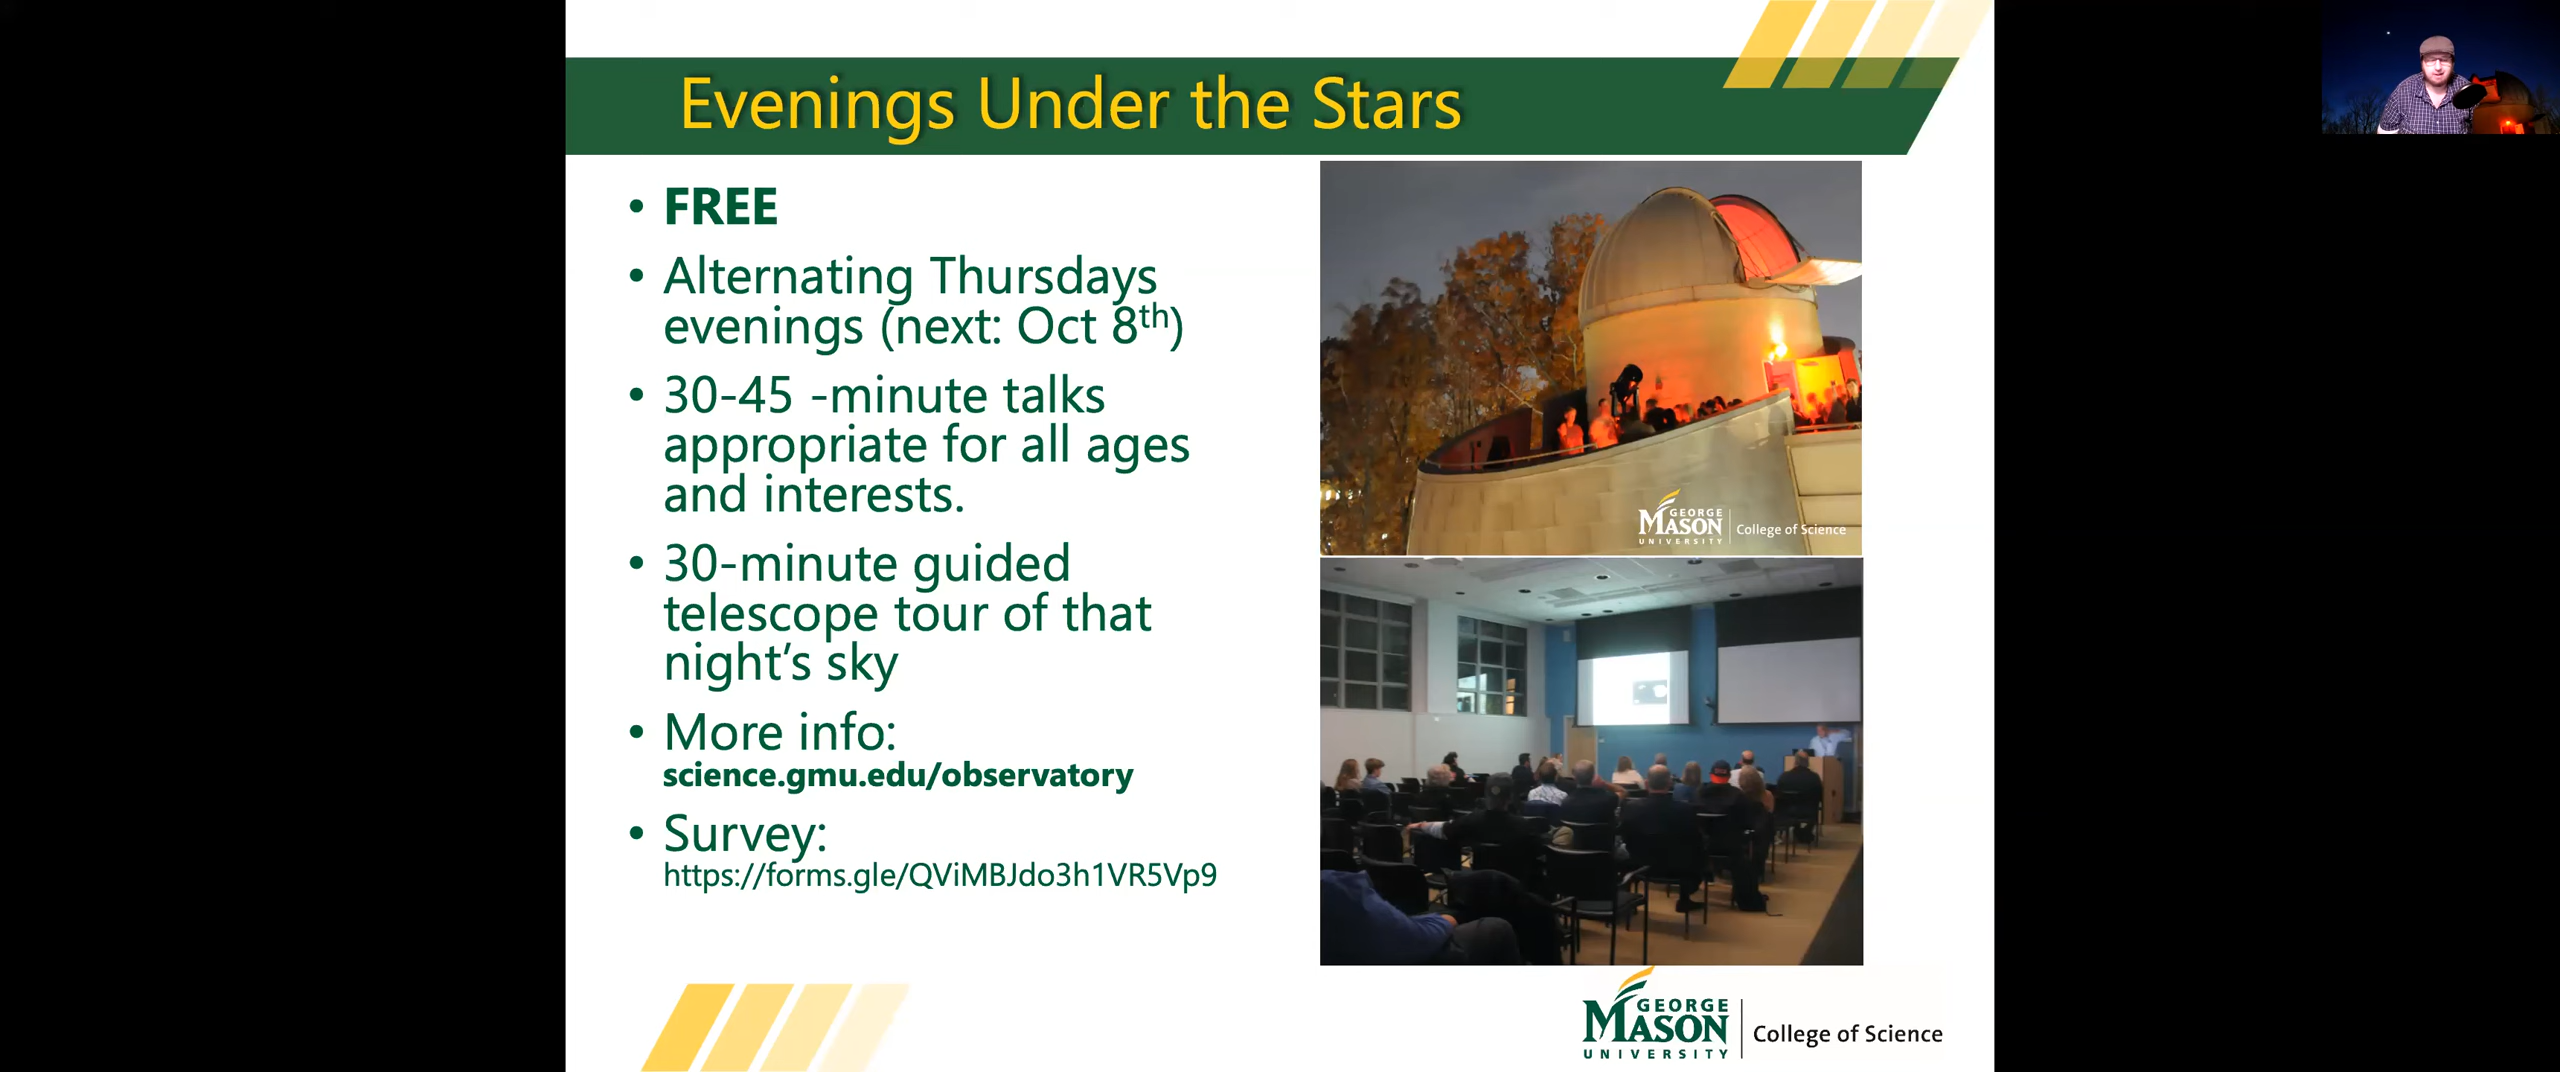 Evenings Under the Stars
• FREE
• Alternating Thursdays
evenings (next: Oct 8th)
• 30-45 -minute talks
appropriate for all ages
and interests.
• 30-minute guided
telescope tour of that
night’s sky
• More info:
science.gmu.edu/observatory
• Survey:
https://forms.gle/QViMBJdo3h1VR5Vp9
GEORGE
MASON
UNIVERSITY
College of Science
GEORGE
MASON
UNIVERSITY
College of Science